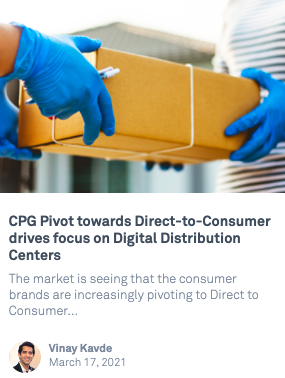 CPG Pivot towards Direct-to-Consumer
drives focus on Digital Distribution
Centers
The market is seeing that the consumer
brands are increasingly pivoting to Direct to
Consumer...
Vinay Kavde
March 17, 2021